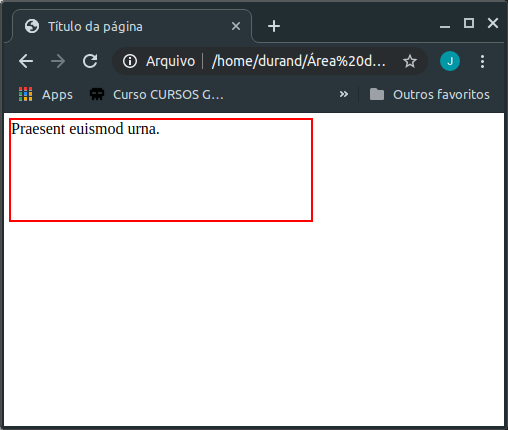 Título da página
Arquivo | /home/durand/Área%20d...
J
Apps
Curso CURSOS G...
»
Outros favoritos
Praesent euismod urna.